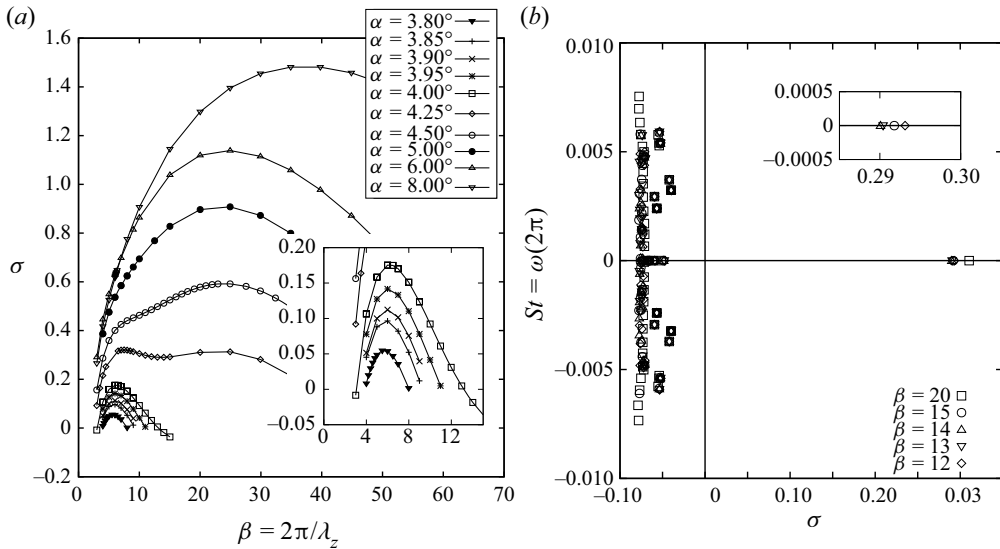 (a)
1.6
1.4
1.2
1.0
0.8
0.6
0.4
0.2
0
−0.2
σ
0 10 20 30 40 50 60 70
β = 2π/λz
α = 3.80°
α = 3.85°
α = 3.90°
α = 3.95°
α = 4.00°
α = 4.25°
α = 4.50°
α = 5.00°
α = 6.00°
α = 8.00°
0.20
0.15
0.10
0.05
0
−0.05
4 8 12
(b)
0.010
0.005
0
−0.005
−0.010
St = ω(2π)
−0.10 0 0.10 0.20 0.03
σ
0.0005
0
−0.0005
0.29 0.30
β = 20
β = 15
β = 14
β = 13
β = 12